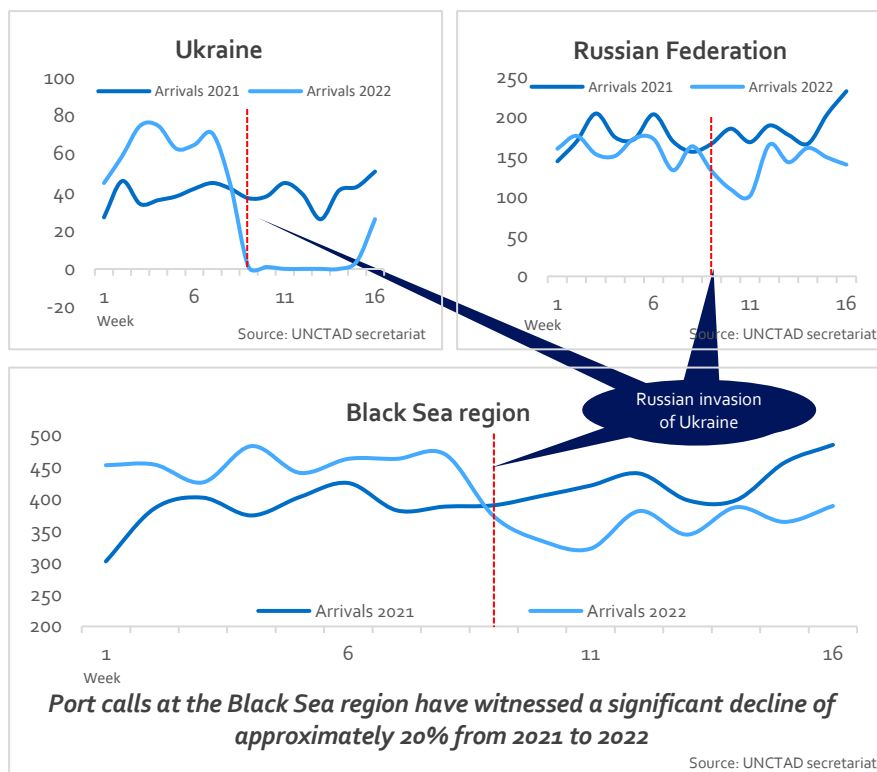 Ukraine
100
80
60
40
20
0
-20
Arrivals 2021
Arrivals 2022
1
6
11
16
Week
Source: UNCTAD secretariat
Russian Federation
250
200
150
100
50
0
Arrivals 2021
Arrivals 2022
1
6
11
16
Week
Source: UNCTAD secretariat
Russian invasion
of Ukraine
Black Sea region
500
450
400
350
300
250
200
Arrivals 2021
Arrivals 2022
1
6
11
16
Week
Port calls at the Black Sea region have witnessed a significant decline of
approximately 20% from 2021 to 2022
Source: UNCTAD secretariat